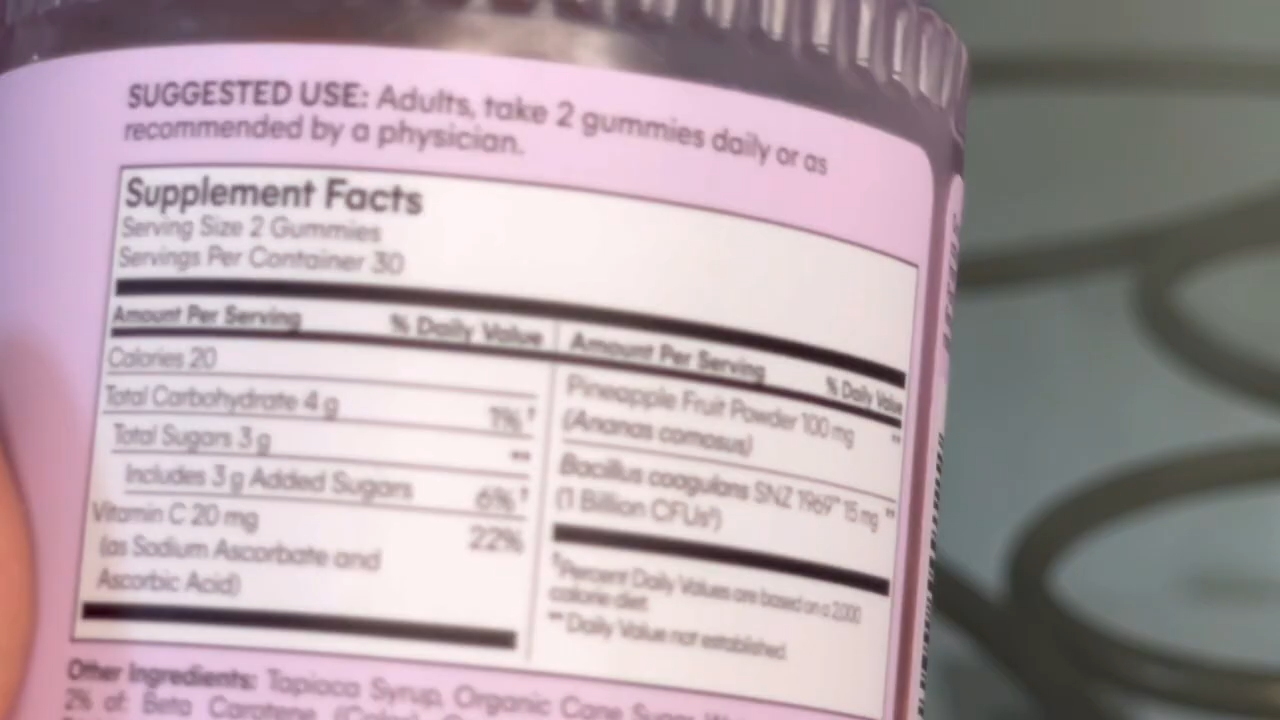 SUGGESTED USE: Adults, take 2 gummies daily or as
recommended by a physician.
Supplement Facts
Serving Size 2 Gummies
Servings Per Container 30
Amount Per Serving % Daily Value
Calories 20
Total Carbohydrate 4 g 1%†
Total Sugars 3 g **
Includes 3 g Added Sugars 6%†
Vitamin C 20 mg 22%
(as Sodium Ascorbate and
Ascorbic Acid)
Amount Per Serving % Daily Value
Pineapple Fruit Powder 100 mg **
(Ananas comosus)
Bacillus coagulans SNZ 1969™ 15 mg **
(1 Billion CFUs◊)
†Percent Daily Values are based on a 2,000
calorie diet.
** Daily Value not established.
Other Ingredients: Tapioca Syrup, Organic Cane Sugar,
2% of: Beta Carotene (Color),